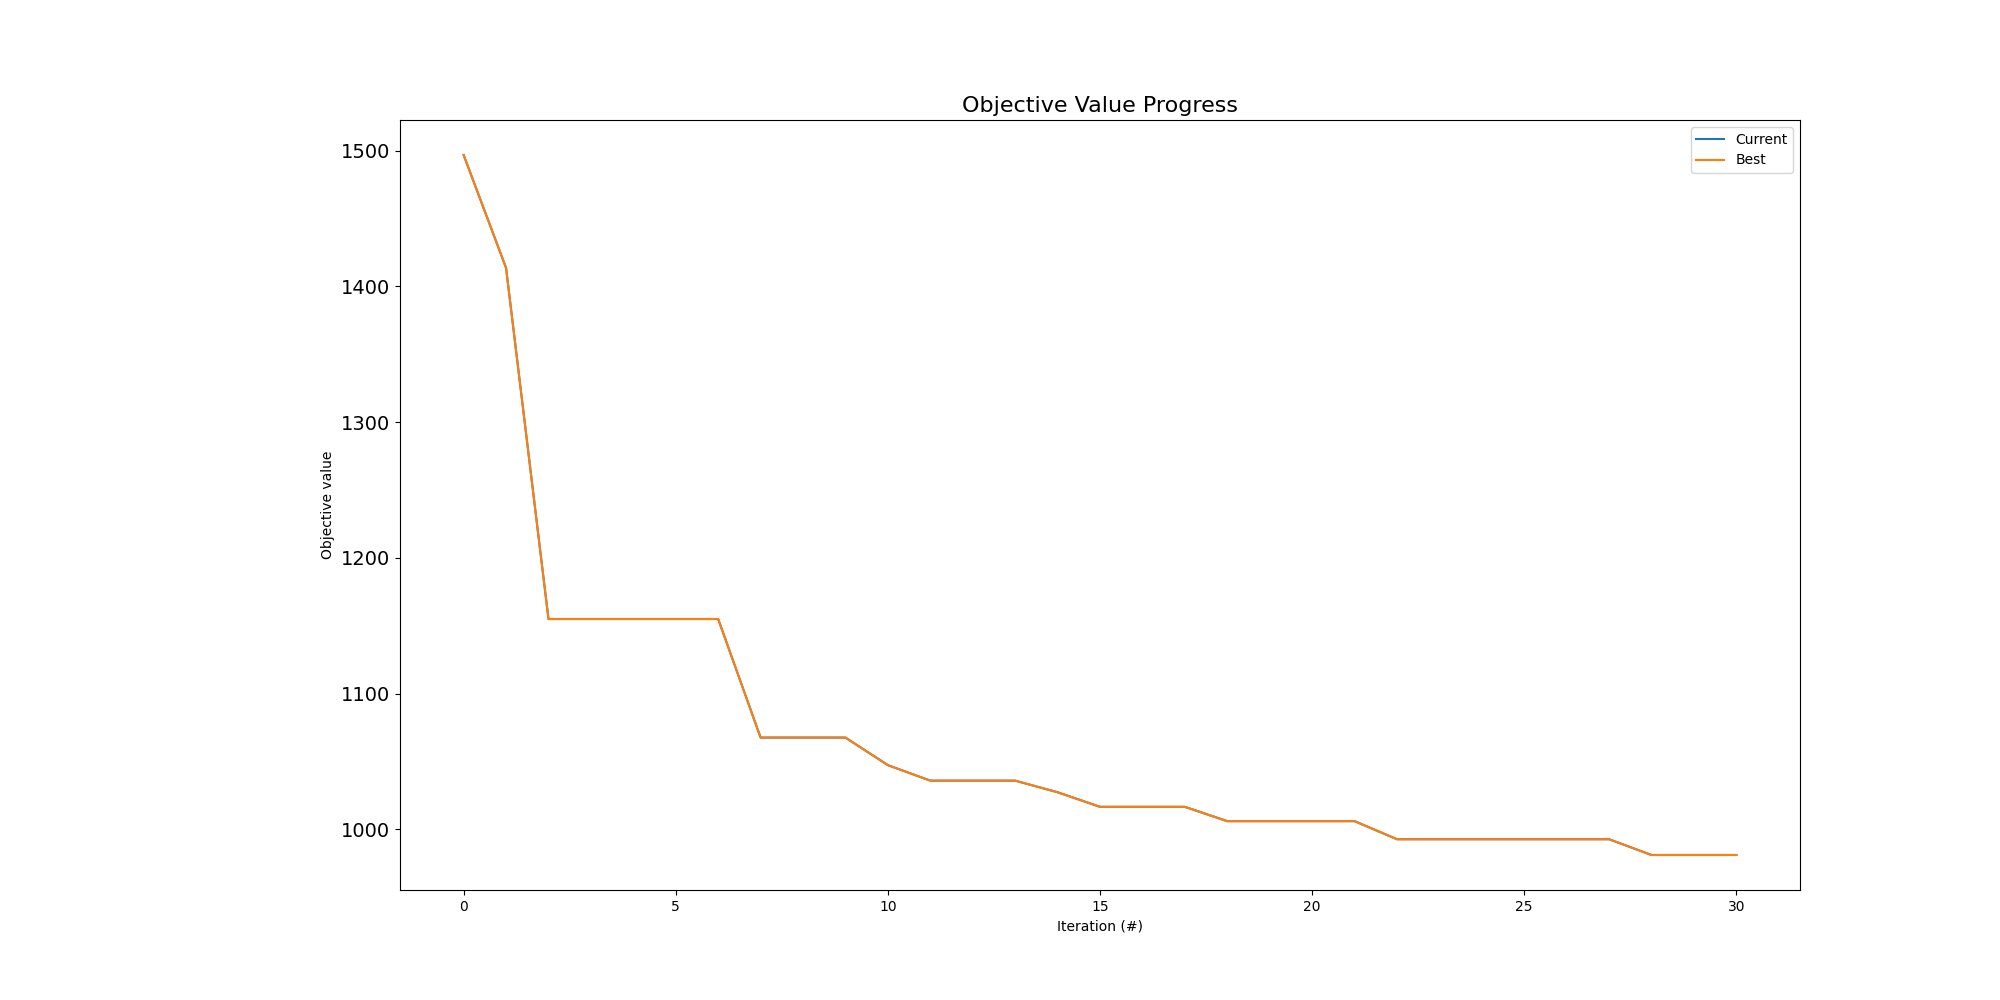 Objective Value Progress
Current
Best
1500
1400
1300
1200
1100
1000
Objective value
0 5 10 15 20 25 30
Iteration (#)